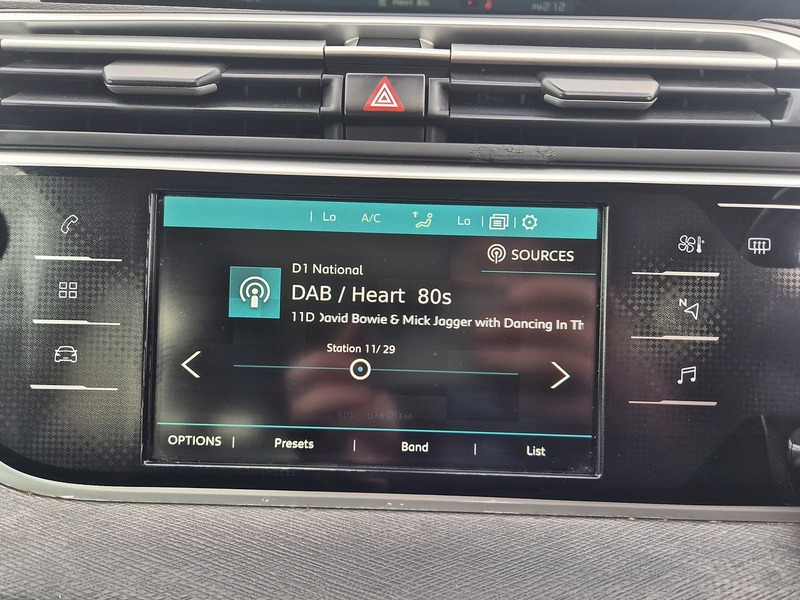 Lo A/C Lo
SOURCES
D1 National
DAB / Heart 80s
11D David Bowie & Mick Jagger with Dancing In Th
Station 11/ 29
OPTIONS | Presets | Band | List
N